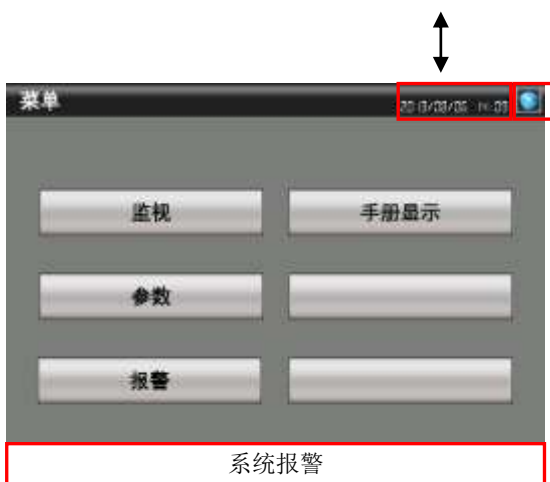 菜单
监视 手册显示
参数
报警
系统报警